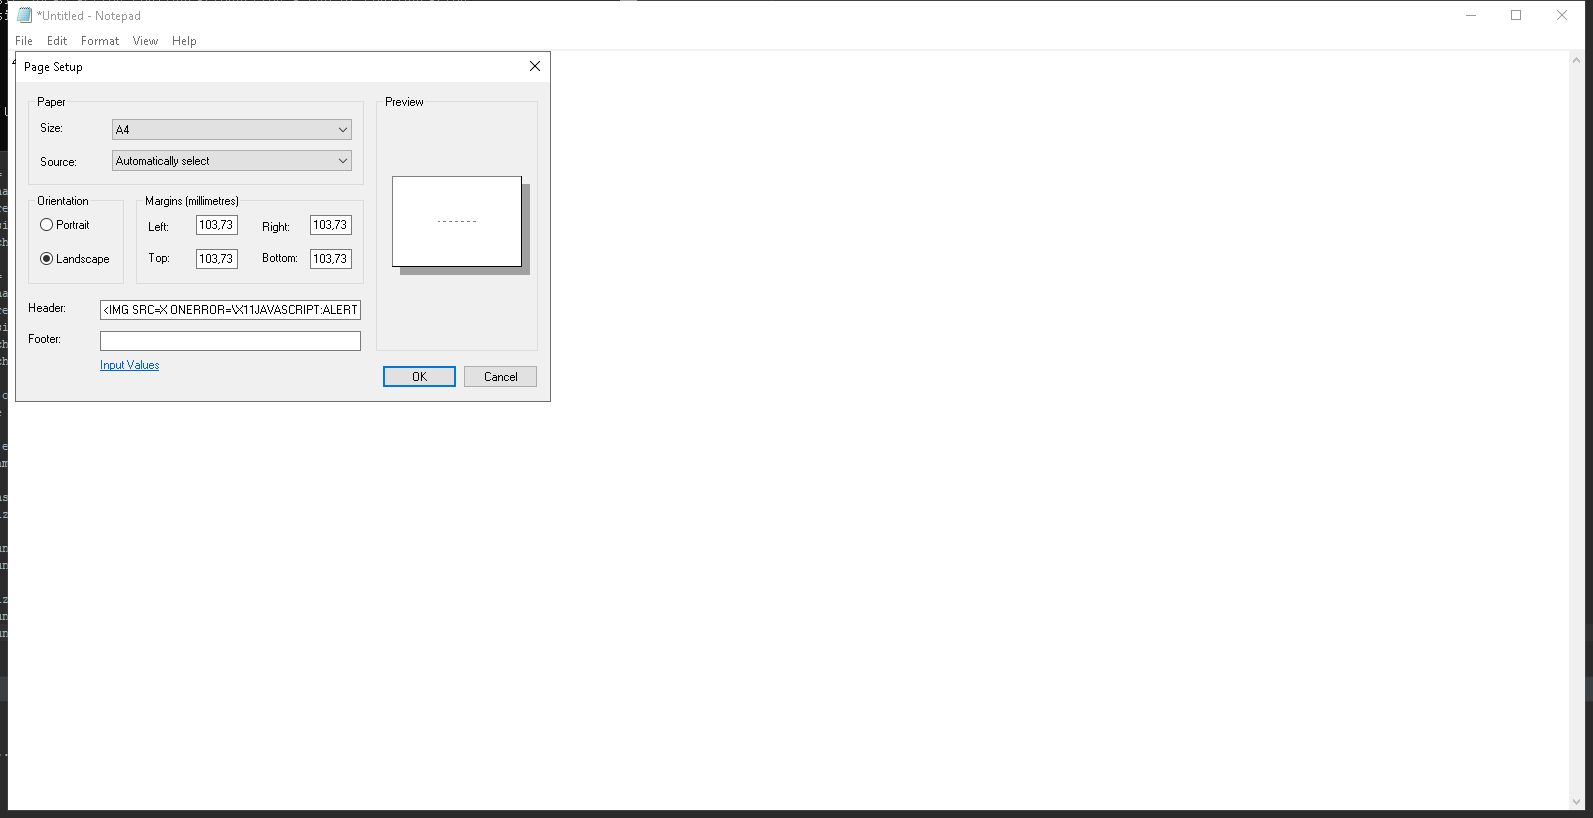 *Untitled - Notepad
File Edit Format View Help
Page Setup
Paper
Size: A4
Source: Automatically select
Orientation
Portrait
Landscape
Margins (millimetres)
Left: 103,73 Right: 103,73
Top: 103,73 Bottom: 103,73
Header: <IMG SRC=X ONERROR=\X11JAVASCRIPT:ALERT
Footer:
Input Values
Preview
OK Cancel